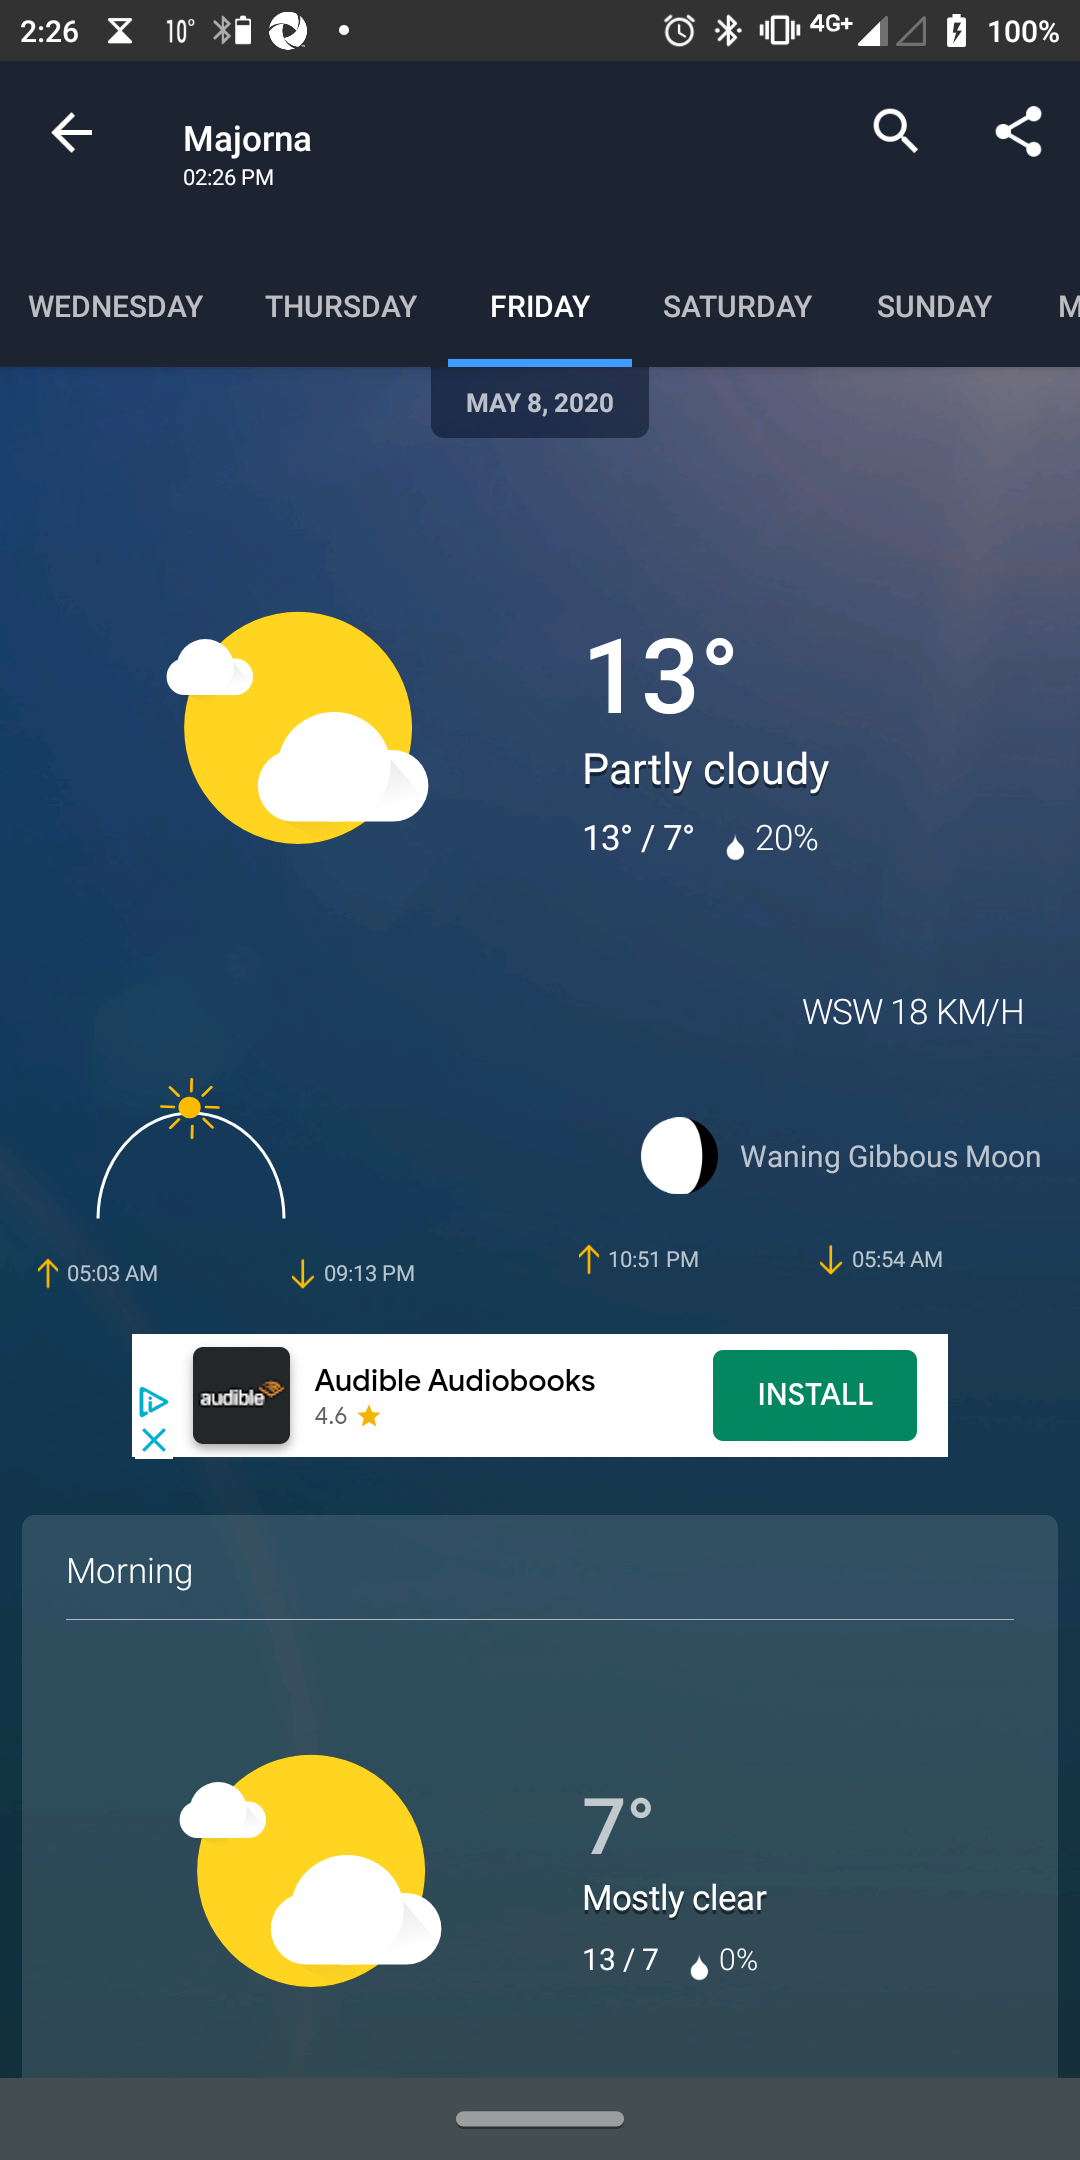 2:26 10° 4G+ 100%
Majorna
02:26 PM
WEDNESDAY THURSDAY FRIDAY SATURDAY SUNDAY M
MAY 8, 2020
13°
Partly cloudy
13° / 7° 20%
WSW 18 KM/H
Waning Gibbous Moon
05:03 AM 09:13 PM 10:51 PM 05:54 AM
audible
Audible Audiobooks
4.6
INSTALL
Morning
7°
Mostly clear
13 / 7 0%